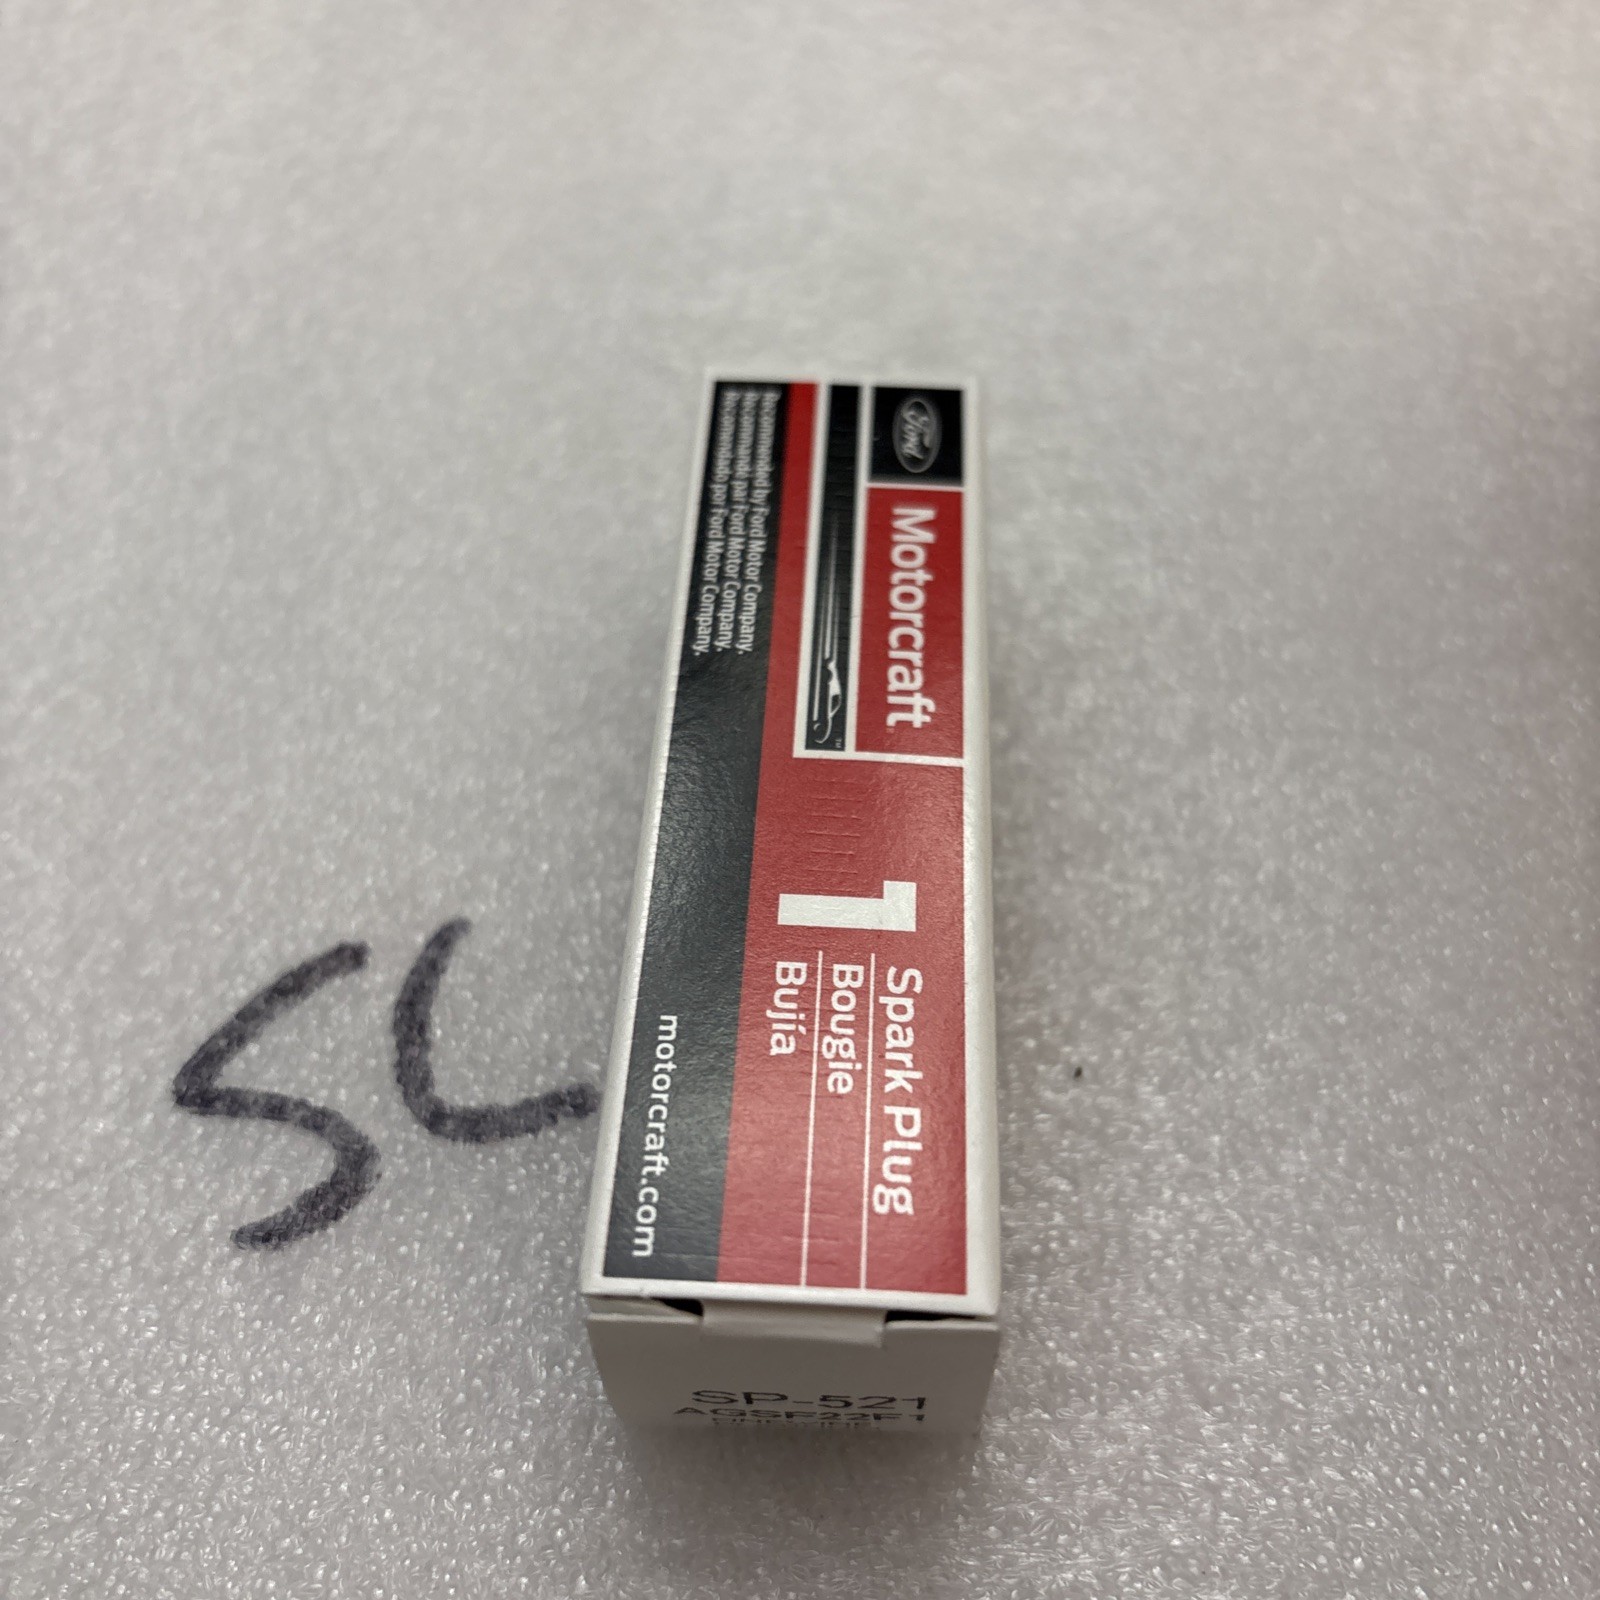 Ford
Motorcraft
TM
1
Spark Plug
Bougie
Bujía
Recommended by Ford Motor Company.
Recommandé par Ford Motor Company.
Recomendado por Ford Motor Company.
motorcraft.com
SP-521
AGSF22F1
SL